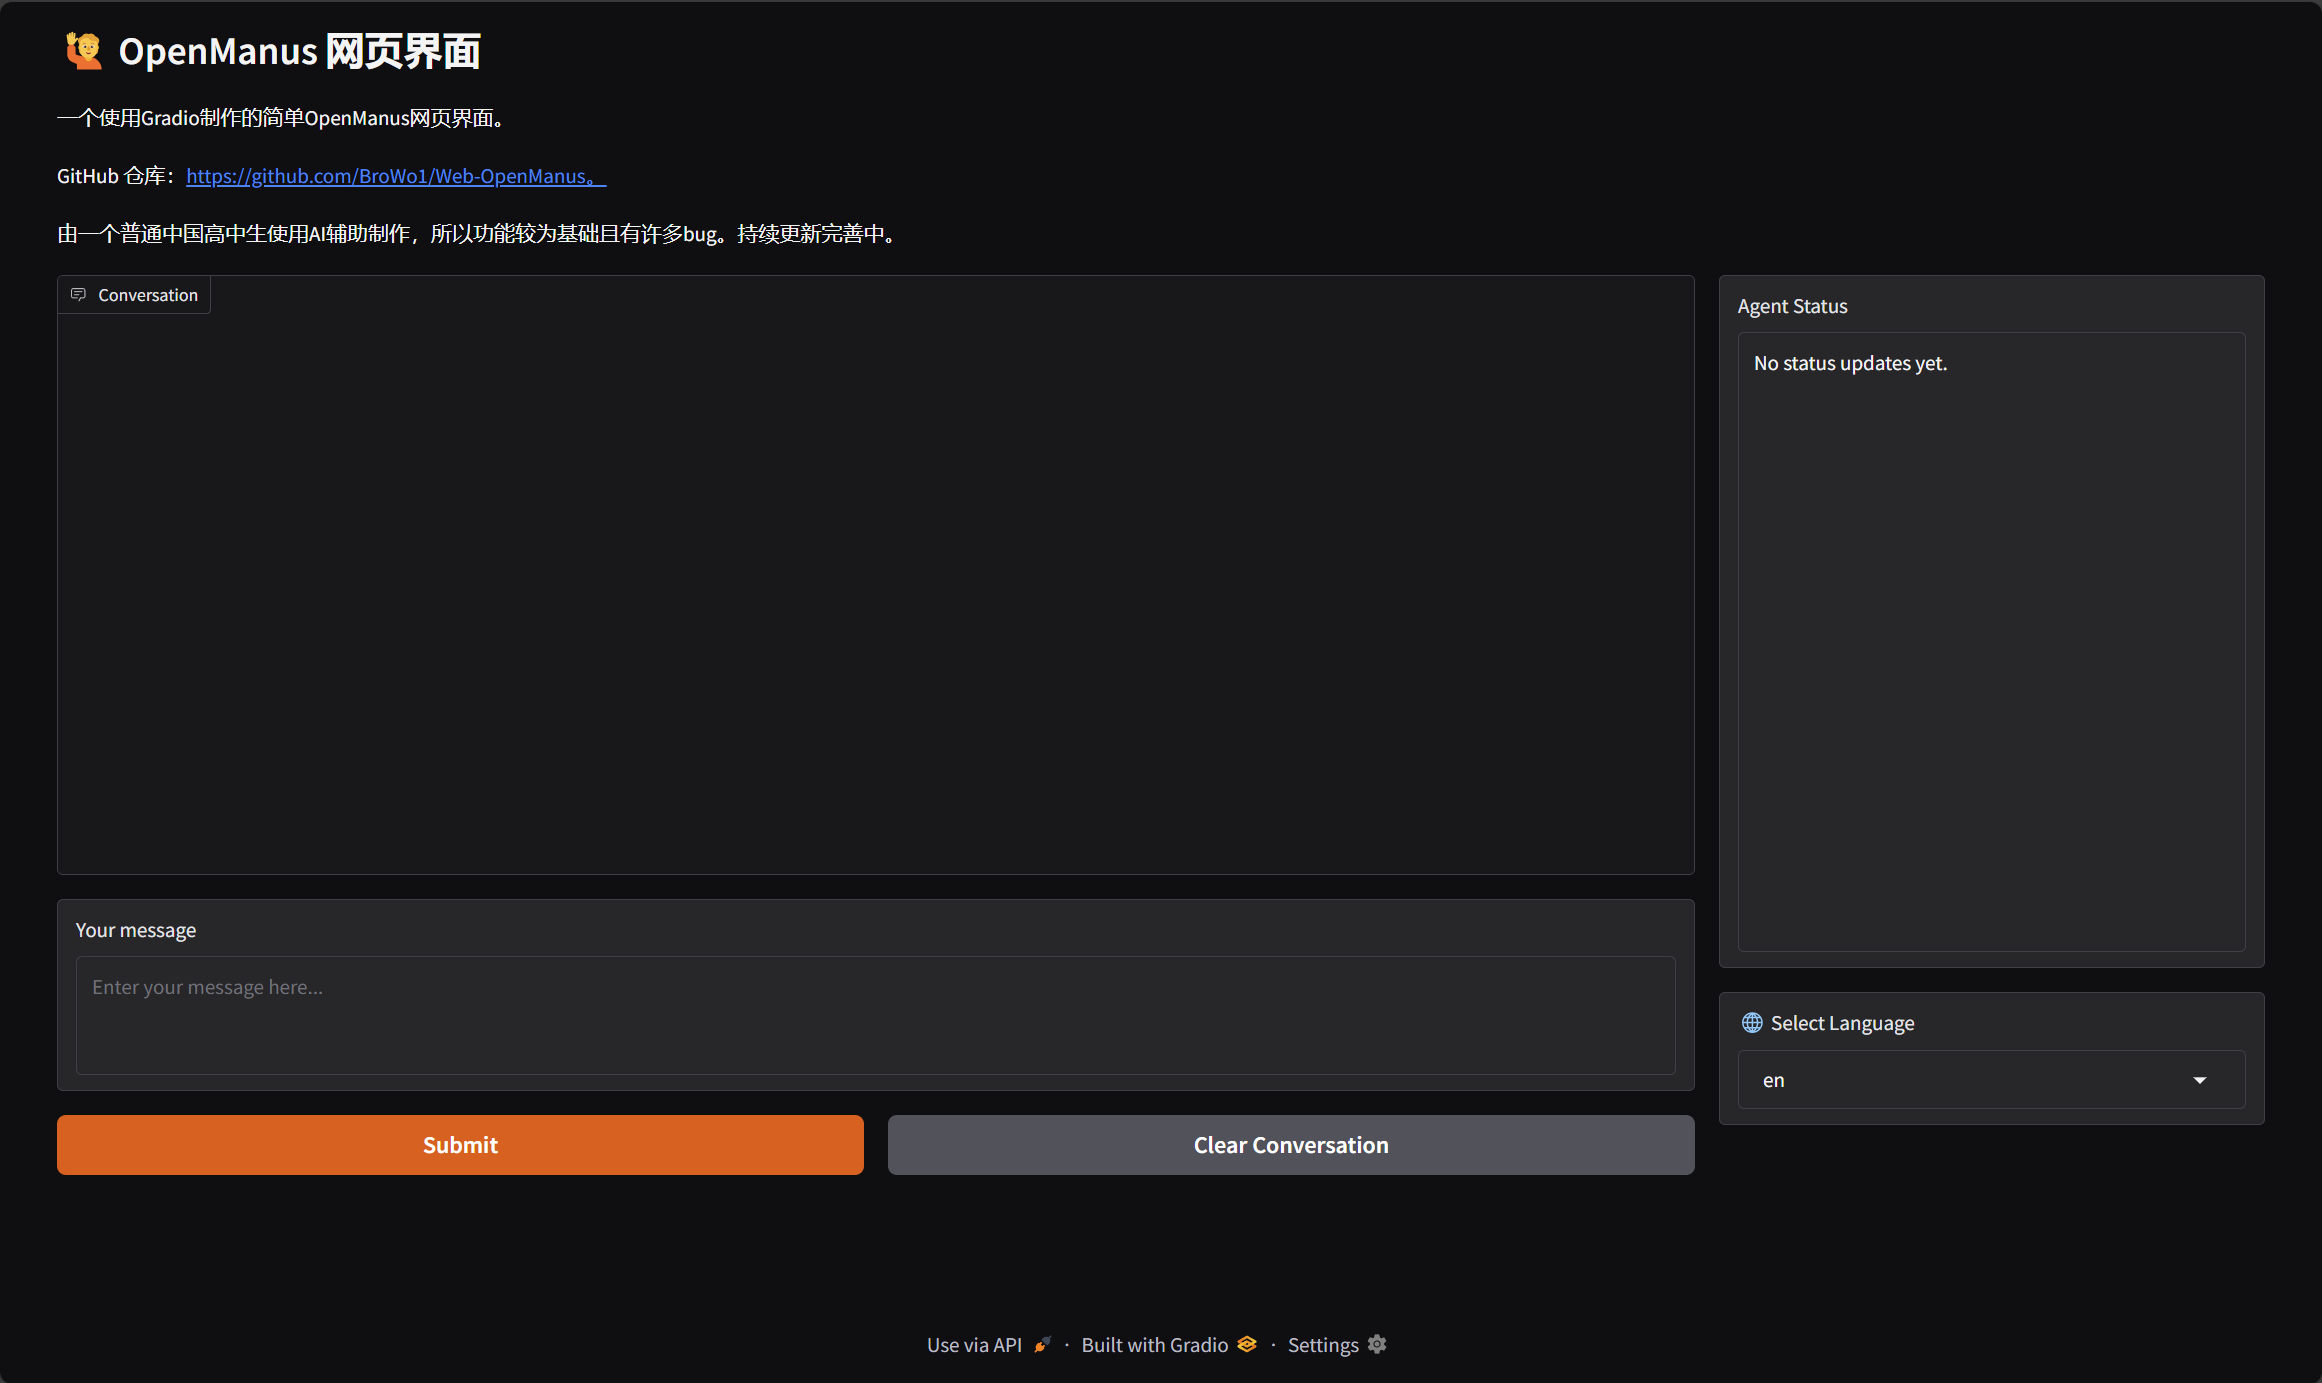 OpenManus 网页界面
一个使用Gradio制作的简单OpenManus网页界面。
GitHub 仓库：https://github.com/BroWo1/Web-OpenManus。
由一个普通中国高中生使用AI辅助制作，所以功能较为基础且有许多bug。持续更新完善中。
Conversation
Agent Status
No status updates yet.
Your message
Enter your message here...
Select Language
en
Submit
Clear Conversation
Use via API · Built with Gradio · Settings